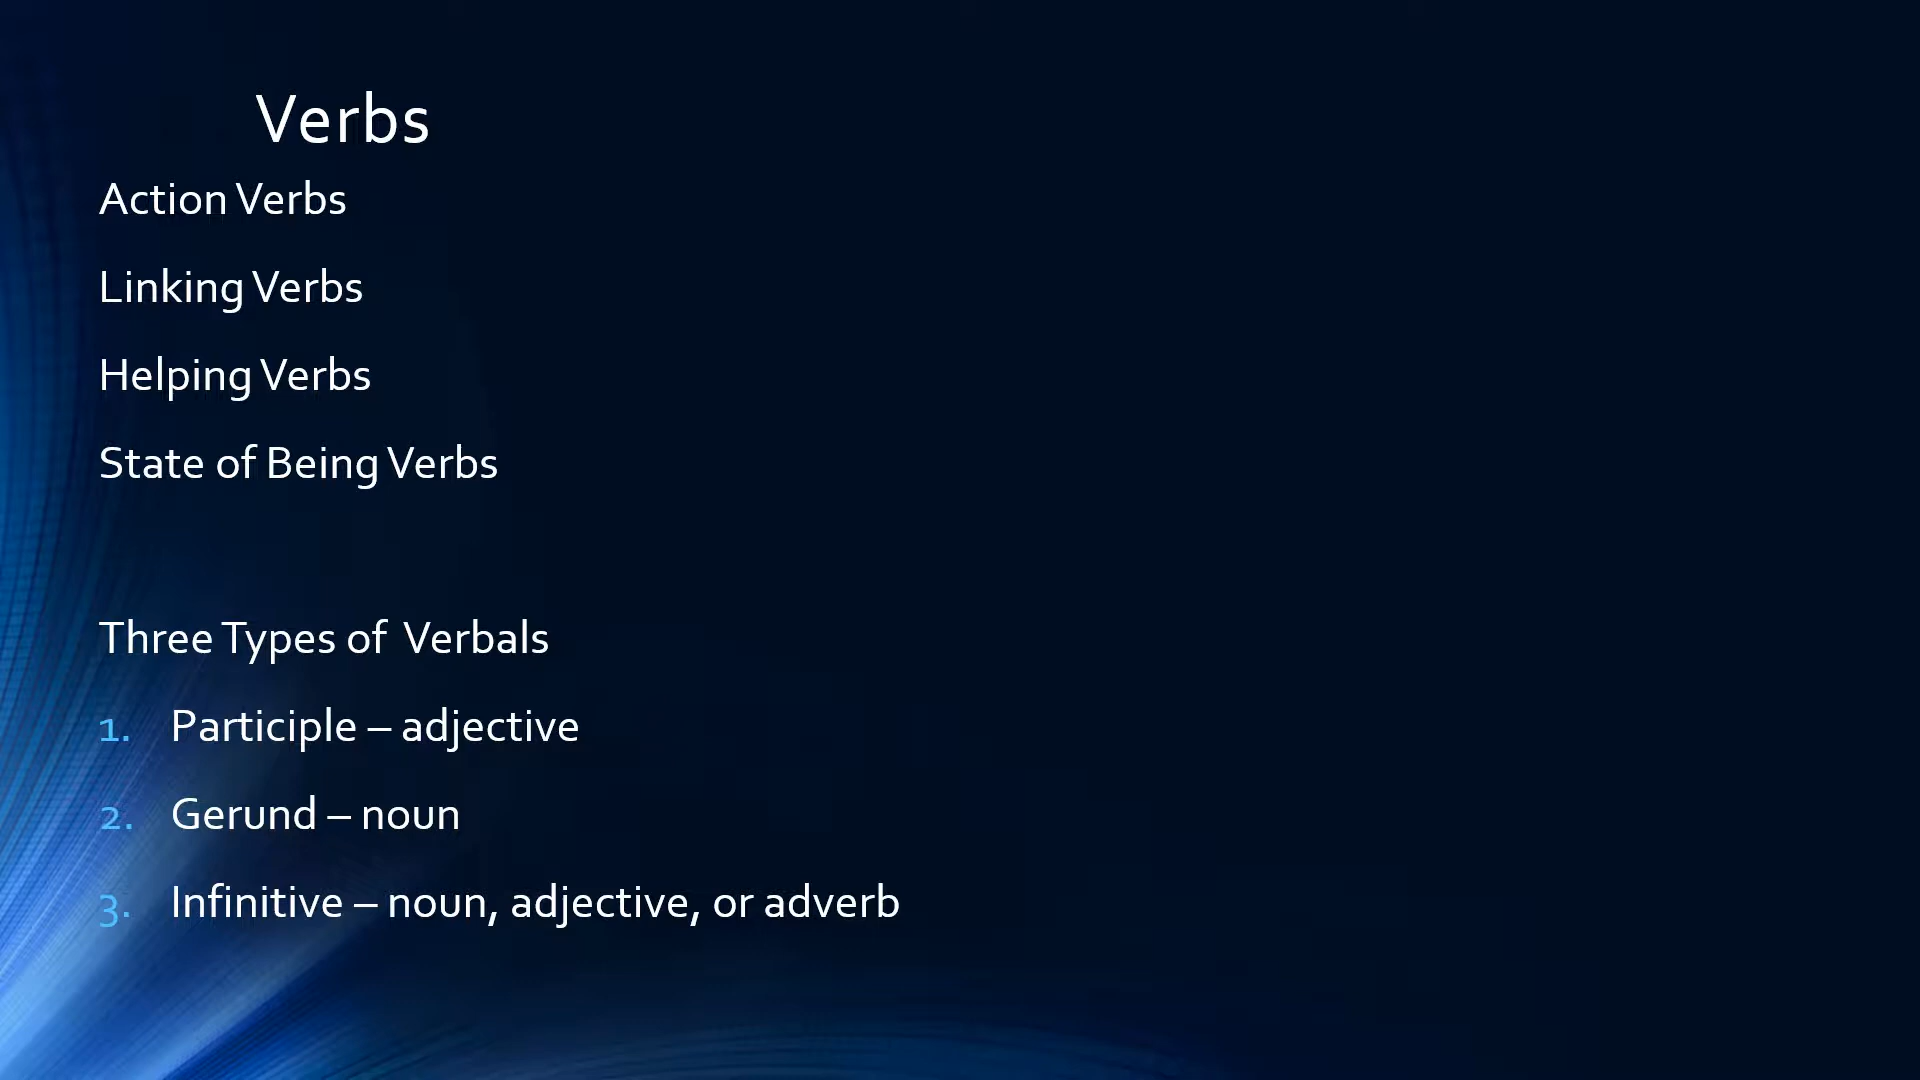 Verbs
Action Verbs
Linking Verbs
Helping Verbs
State of Being Verbs
Three Types of Verbals
1. Participle – adjective
2. Gerund – noun
3. Infinitive – noun, adjective, or adverb